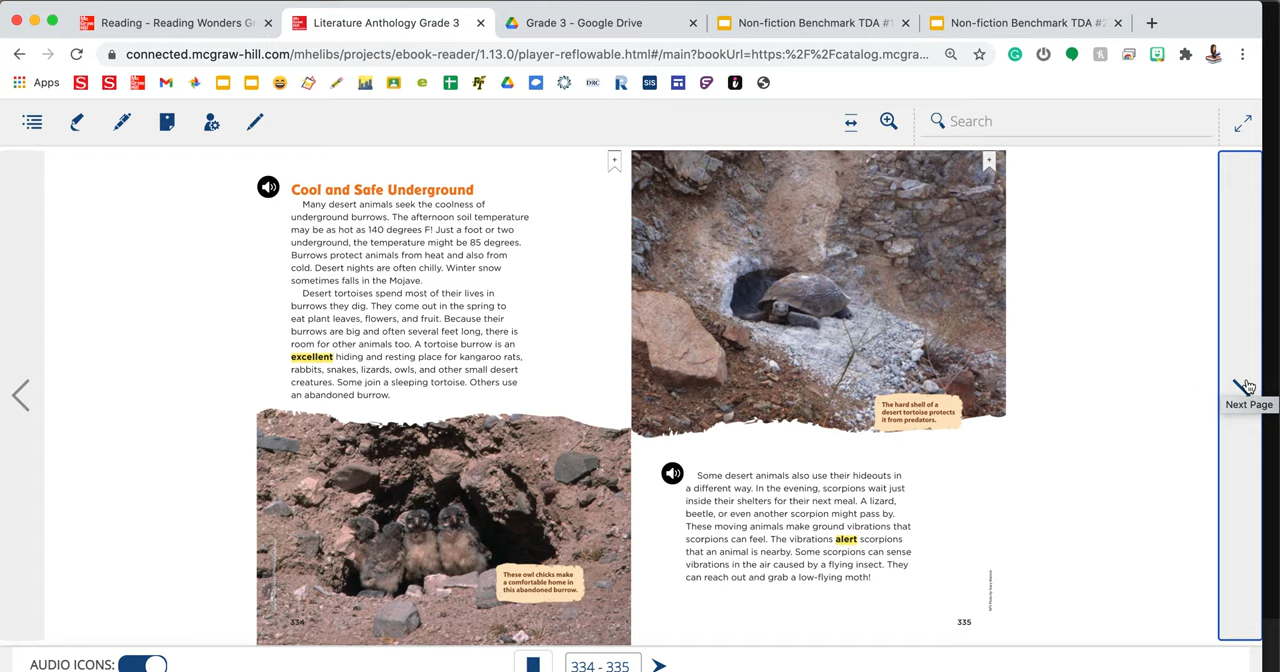 Reading - Reading Wonders Gr
Literature Anthology Grade 3
Grade 3 - Google Drive
Non-fiction Benchmark TDA #1
Non-fiction Benchmark TDA #2
connected.mcgraw-hill.com/mhelibs/projects/ebook-reader/1.13.0/player-reflowable.html#/main?bookUrl=https:%2F%2Fcatalog.mcgra...
Apps
DRC
SIS
Search
Cool and Safe Underground
Many desert animals seek the coolness of
underground burrows. The afternoon soil temperature
may be as hot as 140 degrees F! Just a foot or two
underground, the temperature might be 85 degrees.
Burrows protect animals from heat and also from
cold. Desert nights are often chilly. Winter snow
sometimes falls in the Mojave.
Desert tortoises spend most of their lives in
burrows they dig. They come out in the spring to
eat plant leaves, flowers, and fruit. Because their
burrows are big and often several feet long, there is
room for other animals too. A tortoise burrow is an
excellent hiding and resting place for kangaroo rats,
rabbits, snakes, lizards, owls, and other small desert
creatures. Some join a sleeping tortoise. Others use
an abandoned burrow.
These owl chicks make
a comfortable home in
this abandoned burrow.
334
The hard shell of a
desert tortoise protects
it from predators.
Some desert animals also use their hideouts in
a different way. In the evening, scorpions wait just
inside their shelters for their next meal. A lizard,
beetle, or even another scorpion might pass by.
These moving animals make ground vibrations that
scorpions can feel. The vibrations alert scorpions
that an animal is nearby. Some scorpions can sense
vibrations in the air caused by a flying insect. They
can reach out and grab a low-flying moth!
335
Next Page
AUDIO ICONS:
334 - 335